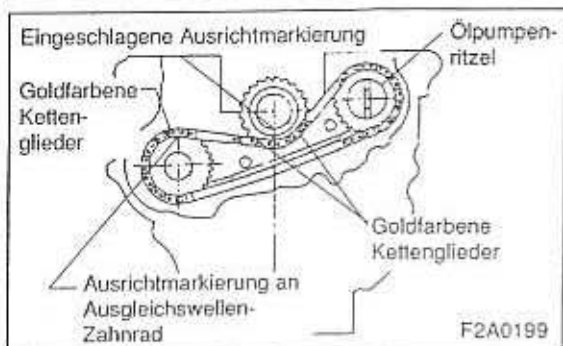 Eingeschlagene Ausrichtmarkierung
Ölpumpen-
ritzel
Goldfarbene
Ketten-
glieder
Goldfarbene
Kettenglieder
Ausrichtmarkierung an
Ausgleichswellen-
Zahnrad
F2A0199